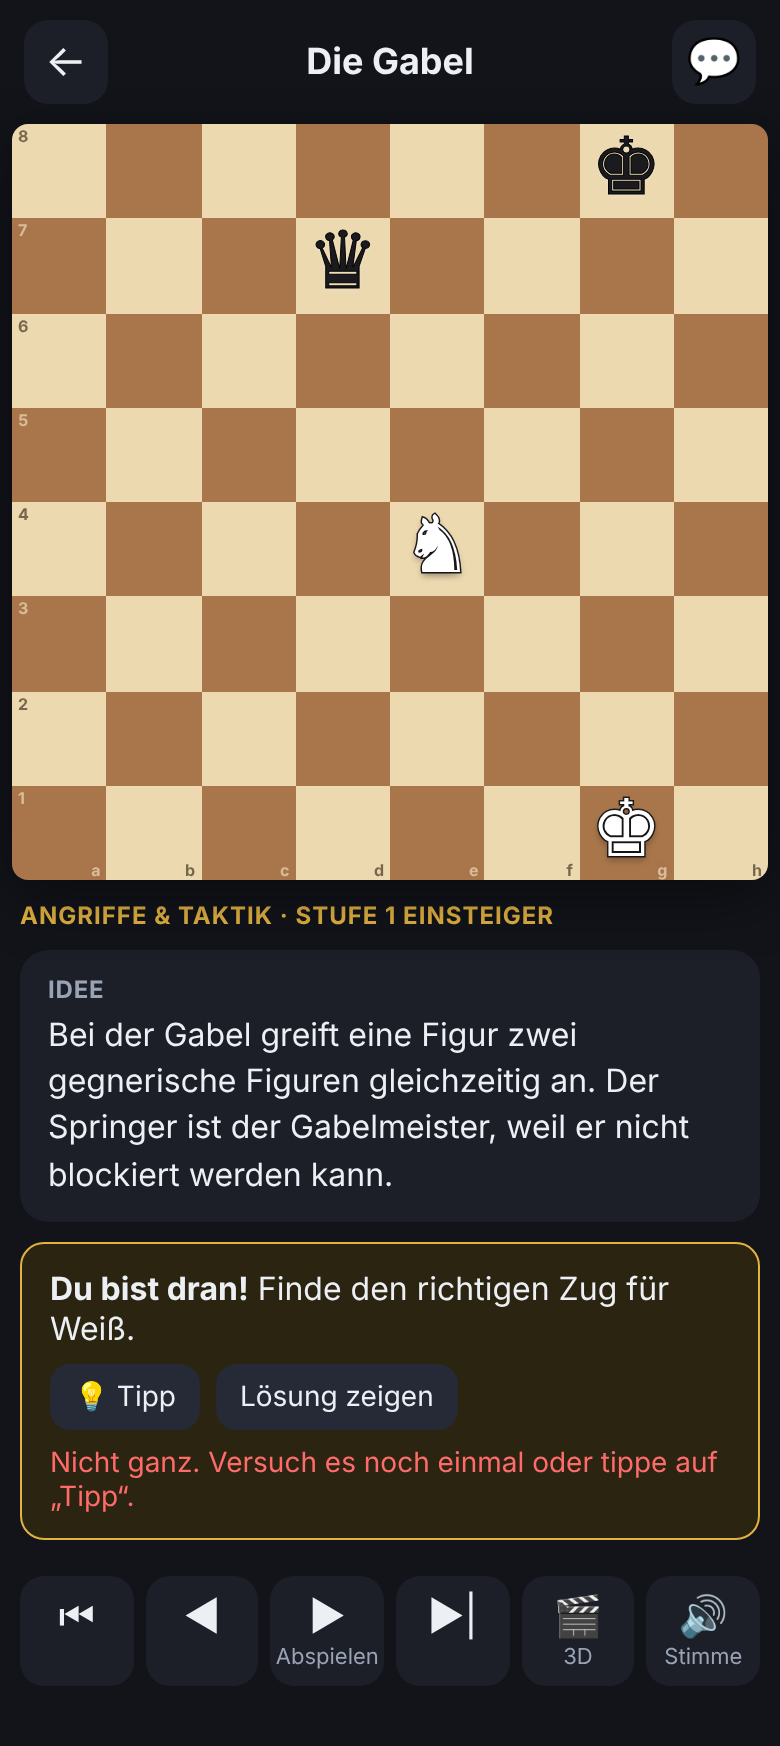 Die Gabel
8
7
6
5
4
3
2
1
a b c d e f g h
ANGRIFFE & TAKTIK · STUFE 1 EINSTEIGER
IDEE
Bei der Gabel greift eine Figur zwei
gegnerische Figuren gleichzeitig an. Der
Springer ist der Gabelmeister, weil er nicht
blockiert werden kann.
Du bist dran! Finde den richtigen Zug für
Weiß.
Tipp Lösung zeigen
Nicht ganz. Versuch es noch einmal oder tippe auf
„Tipp“.
Abspielen 3D Stimme